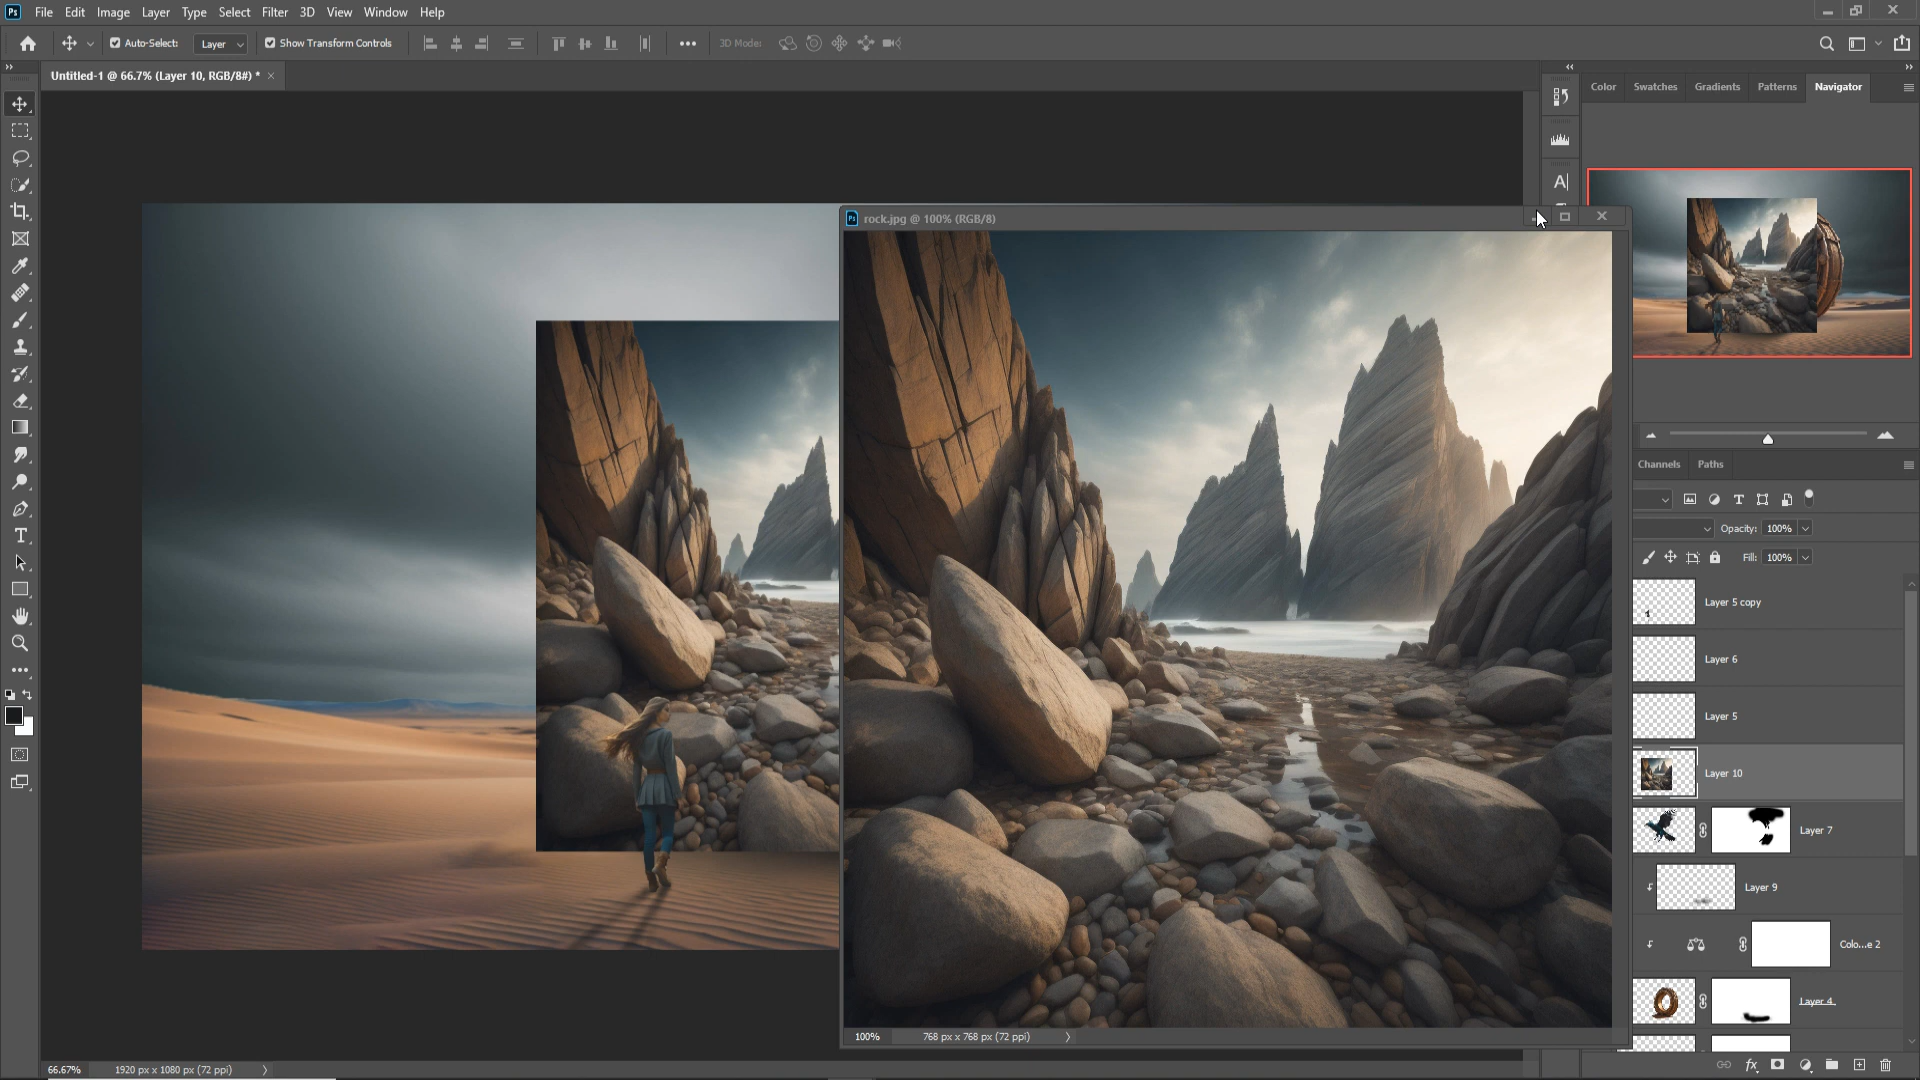 Ps File Edit Image Layer Type Select Filter 3D View Window Help
Auto-Select: Layer Show Transform Controls 3D Mode:
Untitled-1 @ 66.7% (Layer 10, RGB/8#) *
Color Swatches Gradients Patterns Navigator
Ps rock.jpg @ 100% (RGB/8)
Channels Paths
Opacity: 100%
Fill: 100%
Layer 5 copy
Layer 6
Layer 5
Layer 10
Layer 7
Layer 9
Colo...e 2
Layer 4
100% 768 px x 768 px (72 ppi)
66.67% 1920 px x 1080 px (72 ppi)